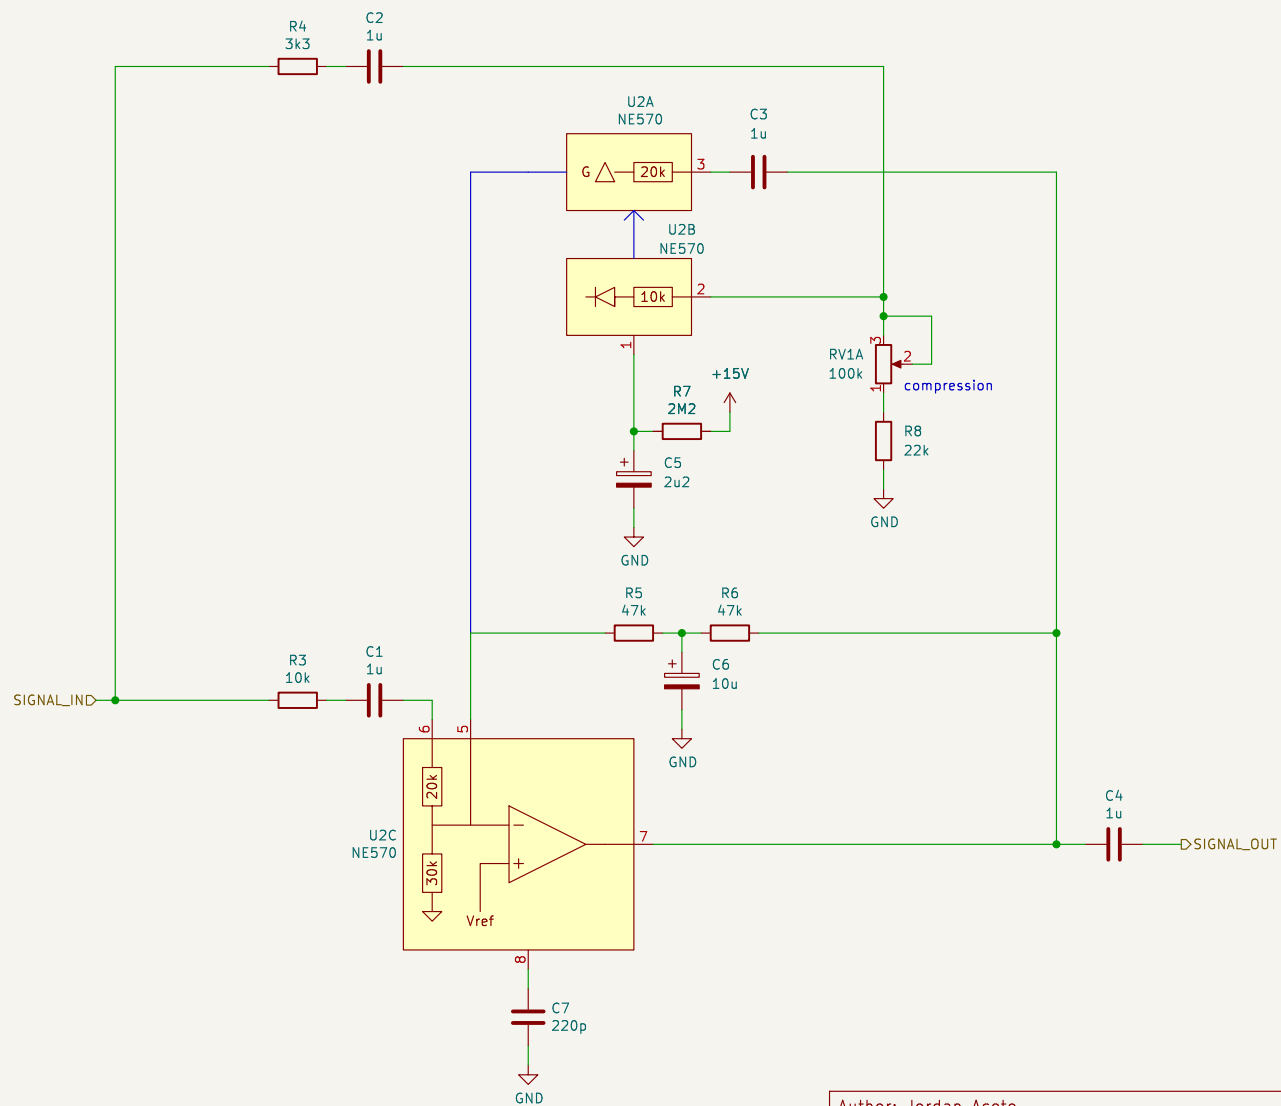 C2
1u
R4
3k3
U2A
NE570
C3
1u
G
20k
3
U2B
NE570
10k
2
1
RV1A
100k
3
2
1
compression
+15V
R7
2M2
R8
22k
GND
C5
2u2
+
GND
R5
47k
R6
47k
C6
10u
+
GND
R3
10k
C1
1u
SIGNAL_IN
6
5
20k
30k
U2C
NE570
−
+
Vref
7
8
C4
1u
SIGNAL_OUT
C7
220p
GND
Author: Jordan Aceto